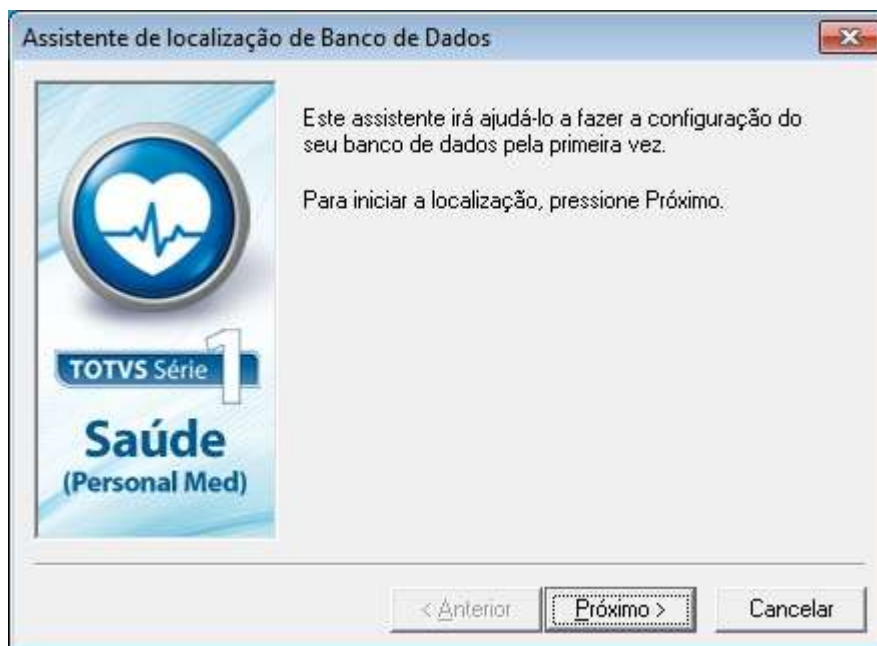 Assistente de localização de Banco de Dados
Este assistente irá ajudá-lo a fazer a configuração do
seu banco de dados pela primeira vez.
Para iniciar a localização, pressione Próximo.
TOTVS Série 1
Saúde
(Personal Med)
< Anterior
Próximo >
Cancelar